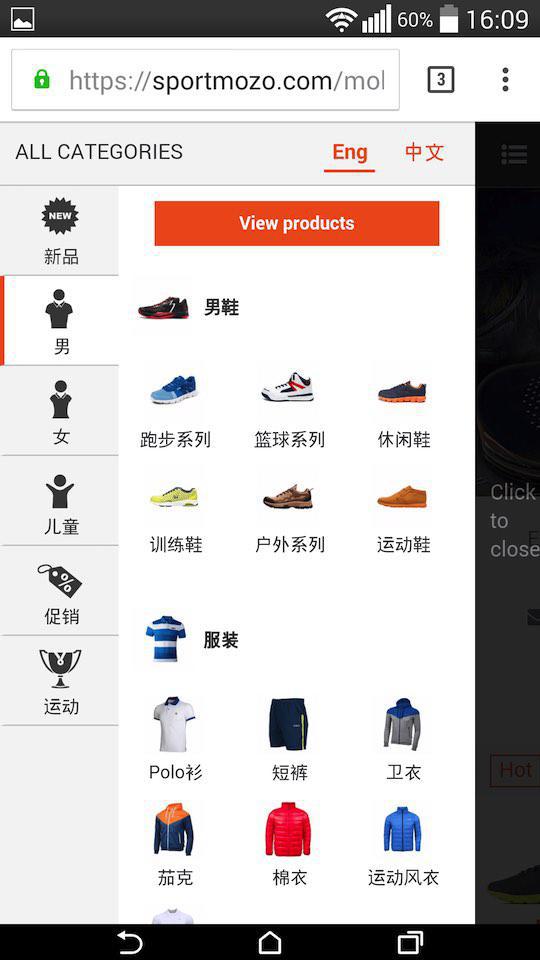 60% 16:09
https://sportmozo.com/mol
3
ALL CATEGORIES Eng 中文
NEW
新品
男
女
儿童
促销
运动
View products
男鞋
跑步系列 篮球系列 休闲鞋
训练鞋 户外系列 运动鞋
服装
Polo衫 短裤 卫衣
茄克 棉衣 运动风衣
Click
to
close
Hot